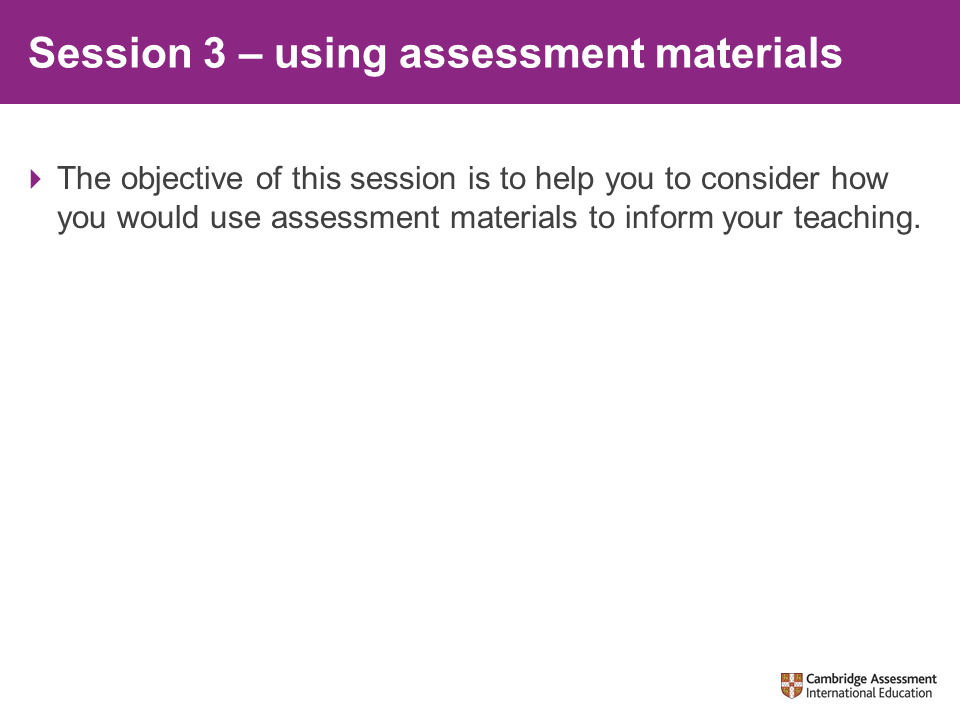 Session 3 – using assessment materials
The objective of this session is to help you to consider how
you would use assessment materials to inform your teaching.
Cambridge Assessment
International Education